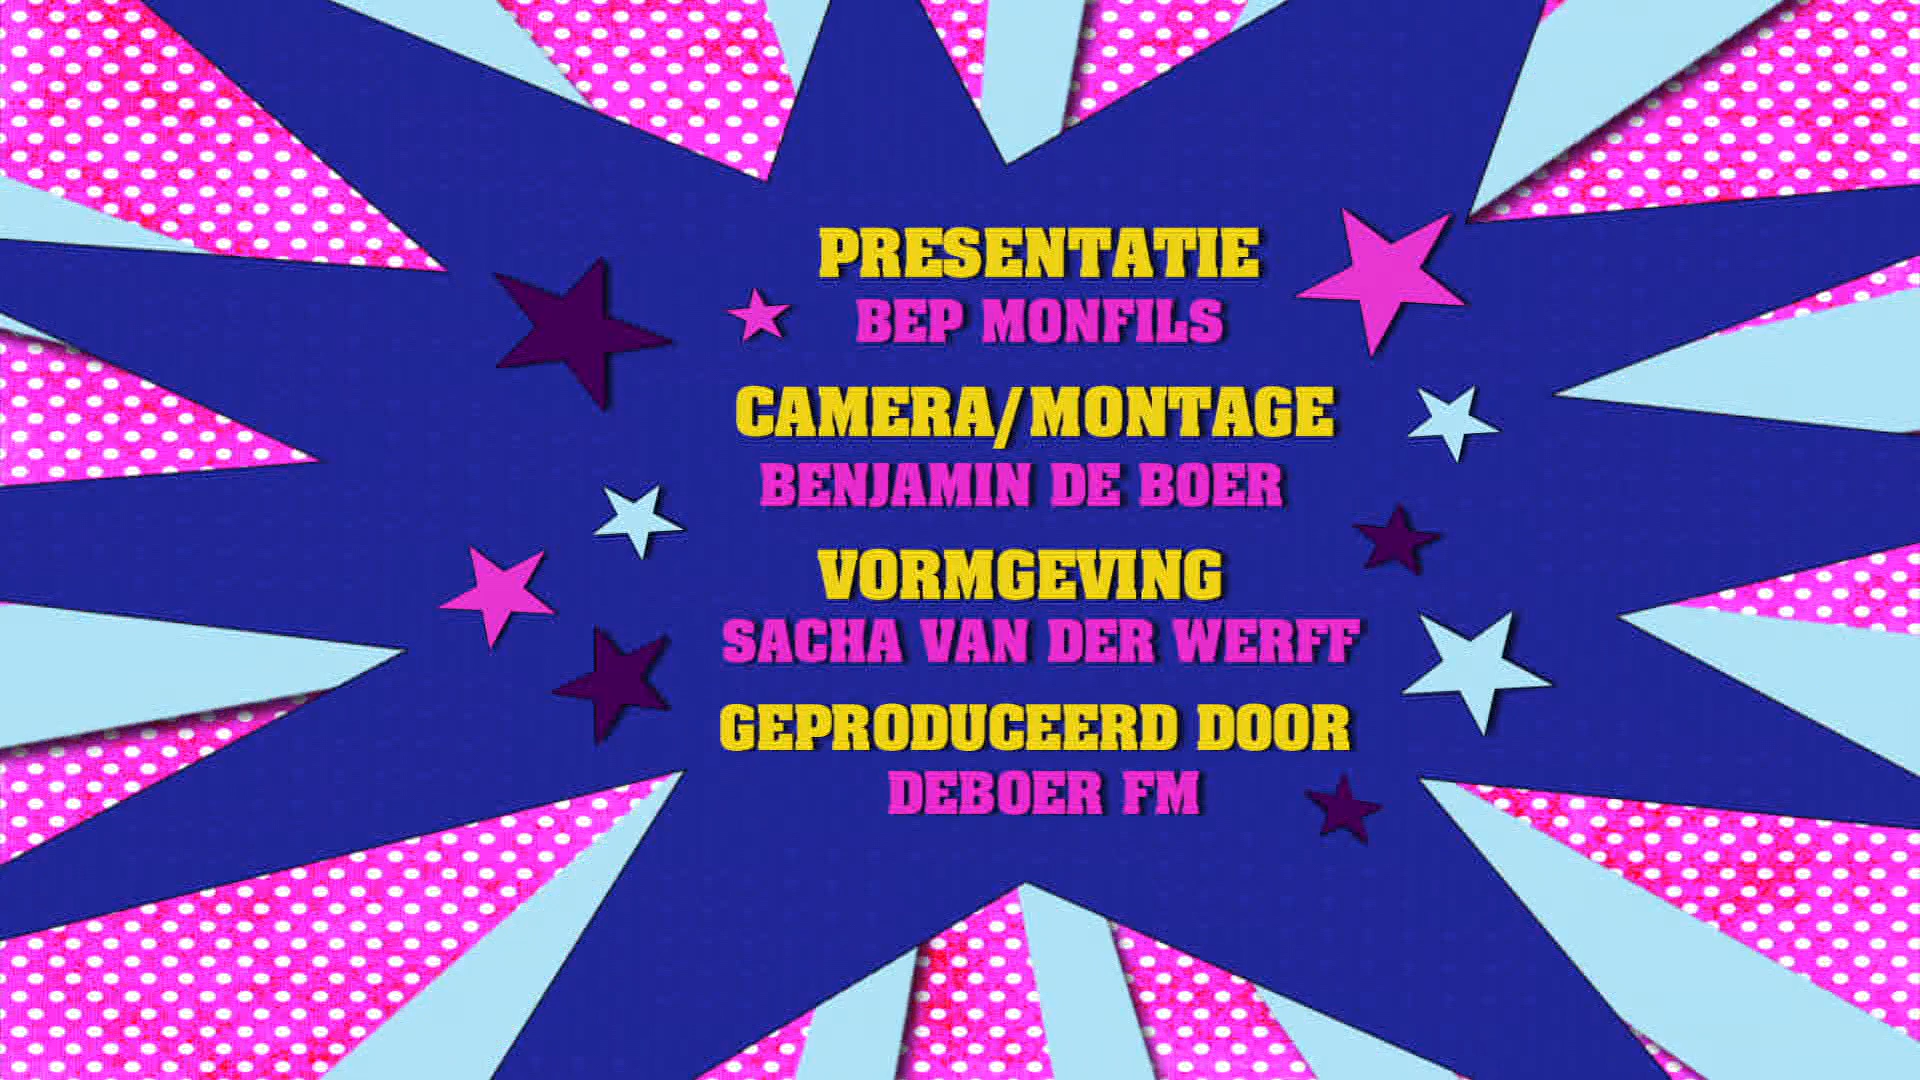 PRESENTATIE
BEP MONFILS
CAMERA/MONTAGE
BENJAMIN DE BOER
VORMGEVING
SACHA VAN DER WERFF
GEPRODUCEERD DOOR
DEBOER FM